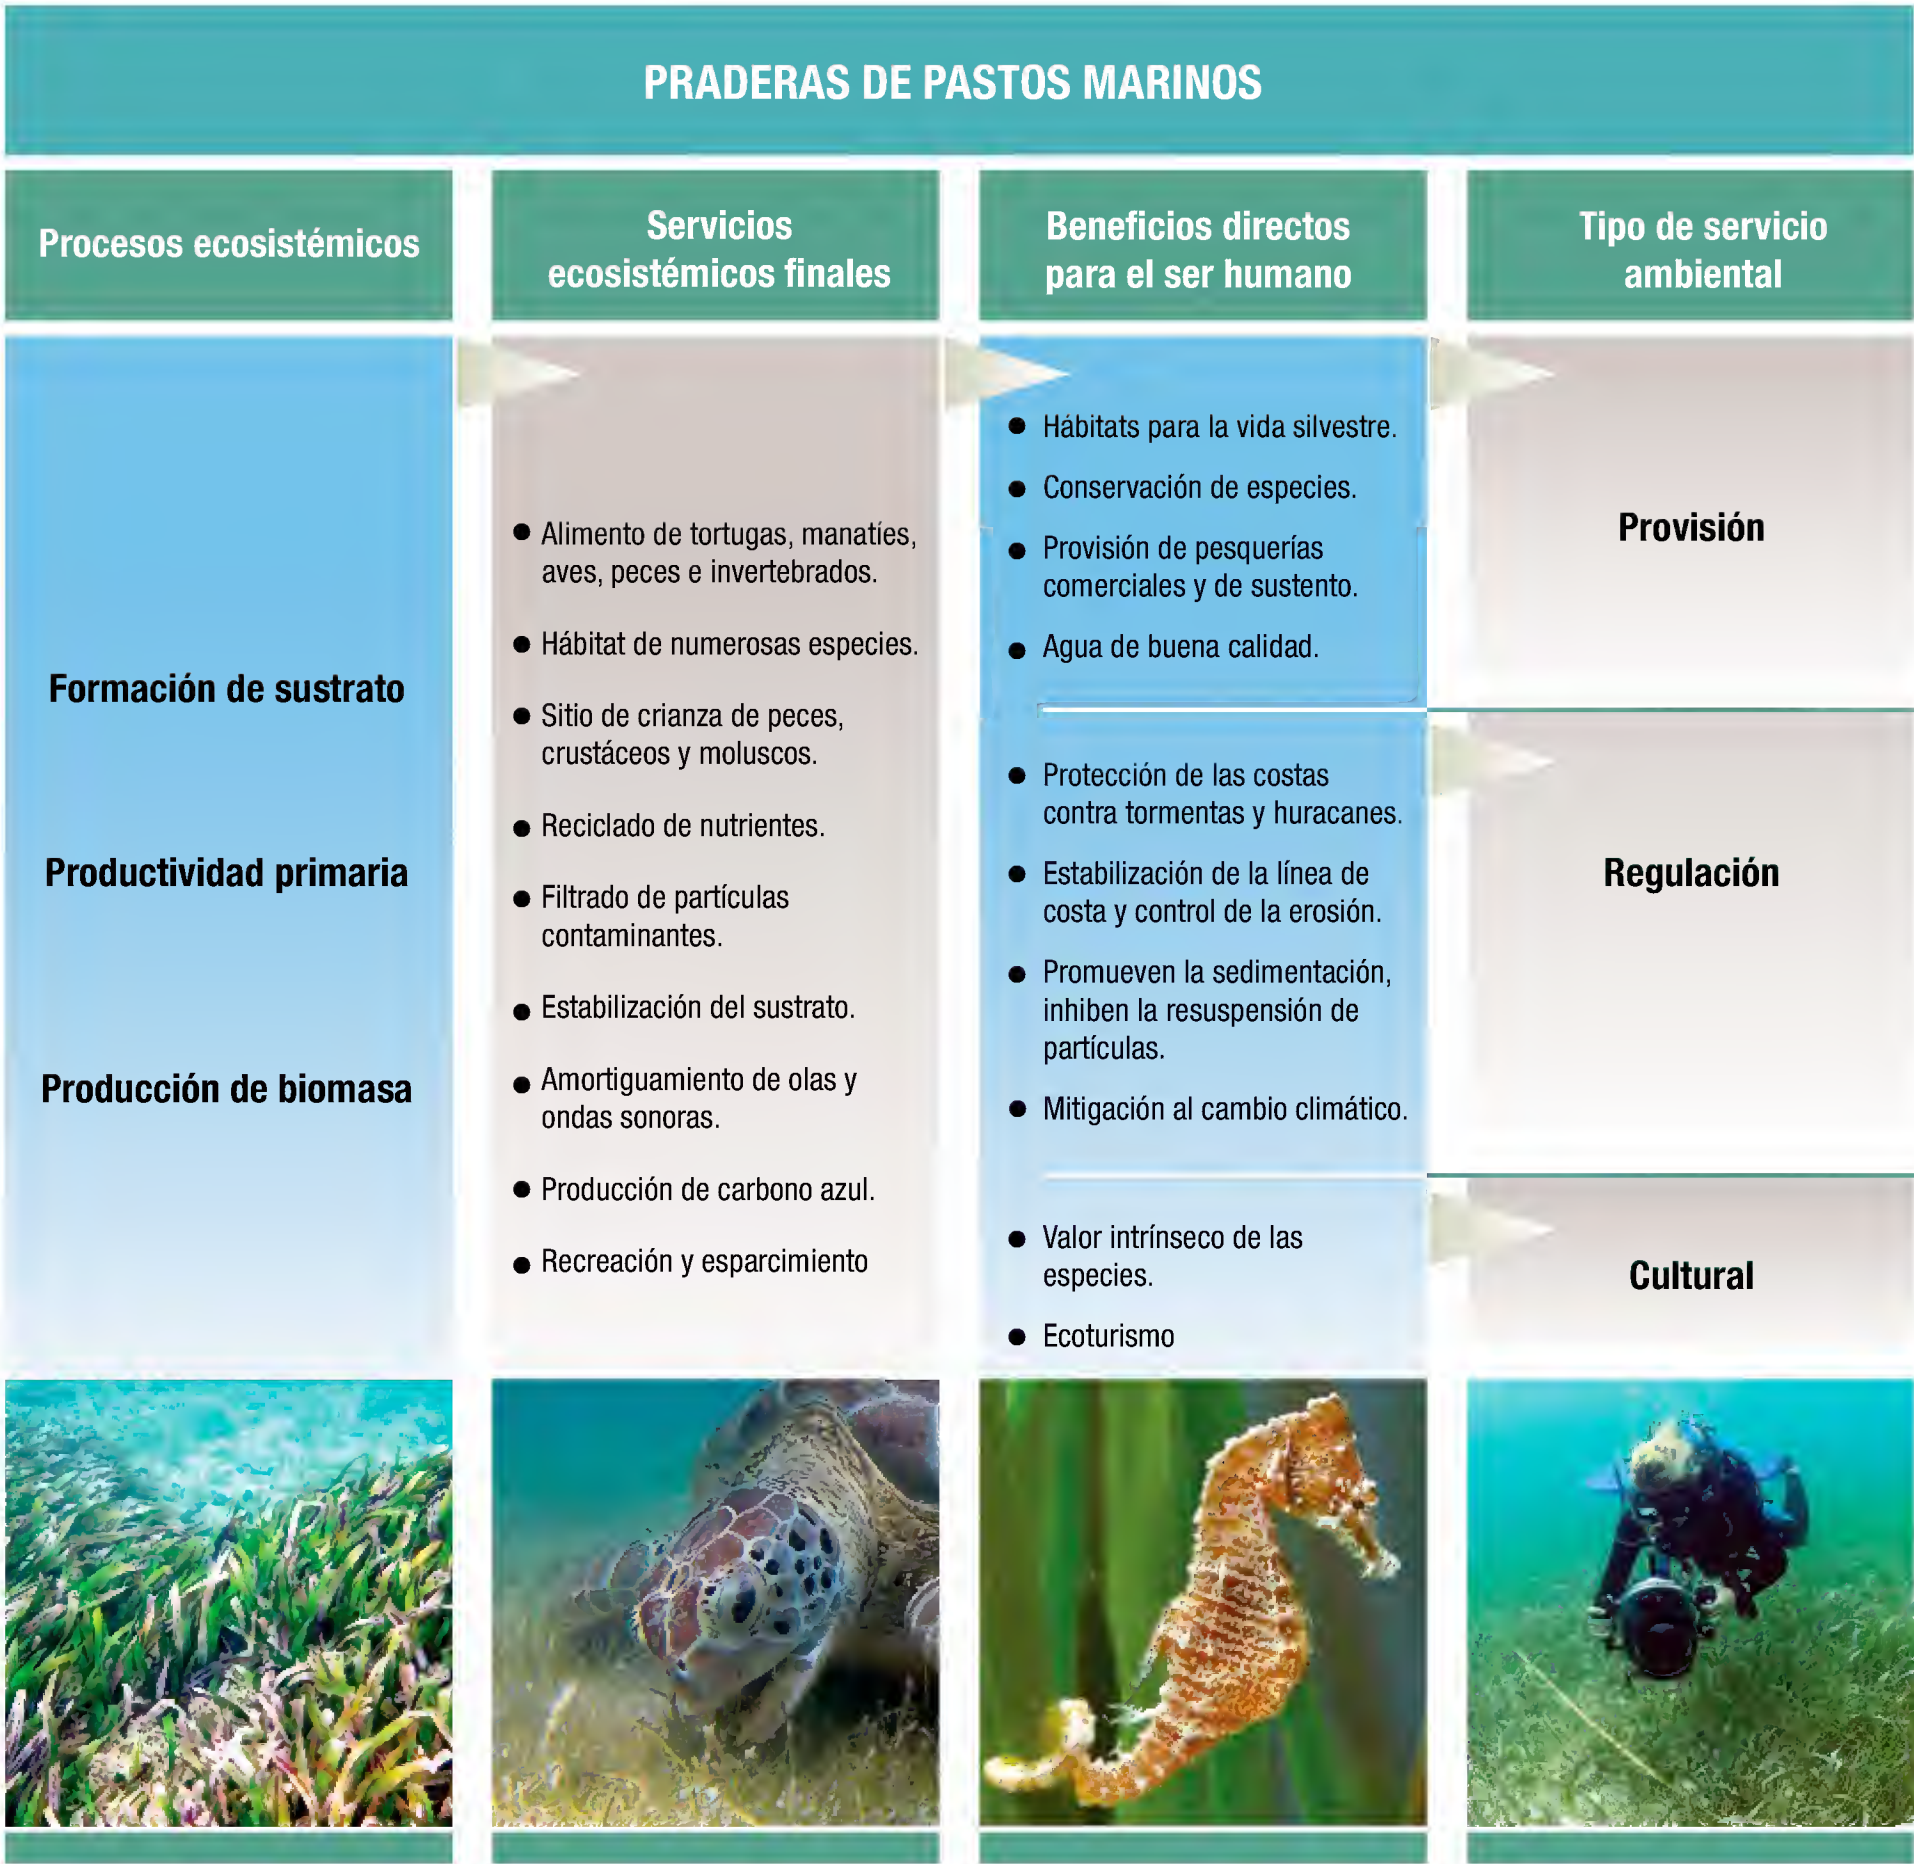 PRADERAS DE PASTOS MARINOS
Procesos ecosistémicos
Servicios
ecosistémicos finales
Beneficios directos
para el ser humano
Tipo de servicio
ambiental
Formación de sustrato
Productividad primaria
Producción de biomasa
● Alimento de tortugas, manatíes,
aves, peces e invertebrados.
● Hábitat de numerosas especies.
● Sitio de crianza de peces,
crustáceos y moluscos.
● Reciclado de nutrientes.
● Filtrado de partículas
contaminantes.
● Estabilización del sustrato.
● Amortiguamiento de olas y
ondas sonoras.
● Producción de carbono azul.
● Recreación y esparcimiento
● Hábitats para la vida silvestre.
● Conservación de especies.
● Provisión de pesquerías
comerciales y de sustento.
● Agua de buena calidad.
● Protección de las costas
contra tormentas y huracanes.
● Estabilización de la línea de
costa y control de la erosión.
● Promueven la sedimentación,
inhiben la resuspensión de
partículas.
● Mitigación al cambio climático.
● Valor intrínseco de las
especies.
● Ecoturismo
Provisión
Regulación
Cultural